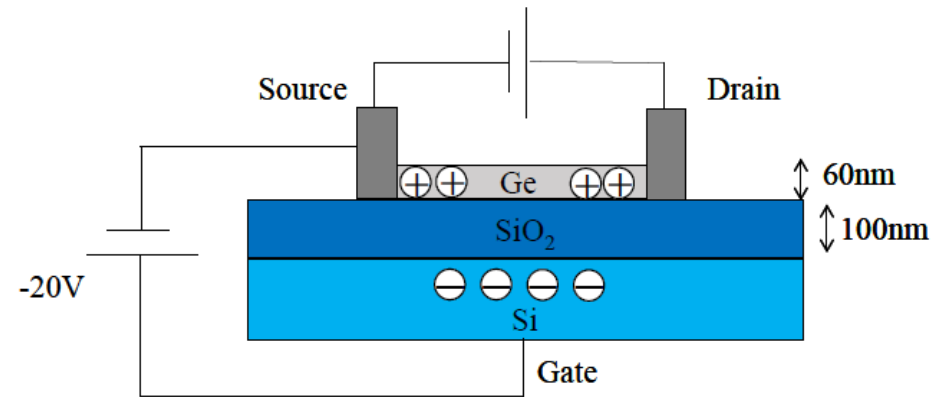 Source
Drain
Ge
60nm
SiO₂
100nm
-20V
Si
Gate